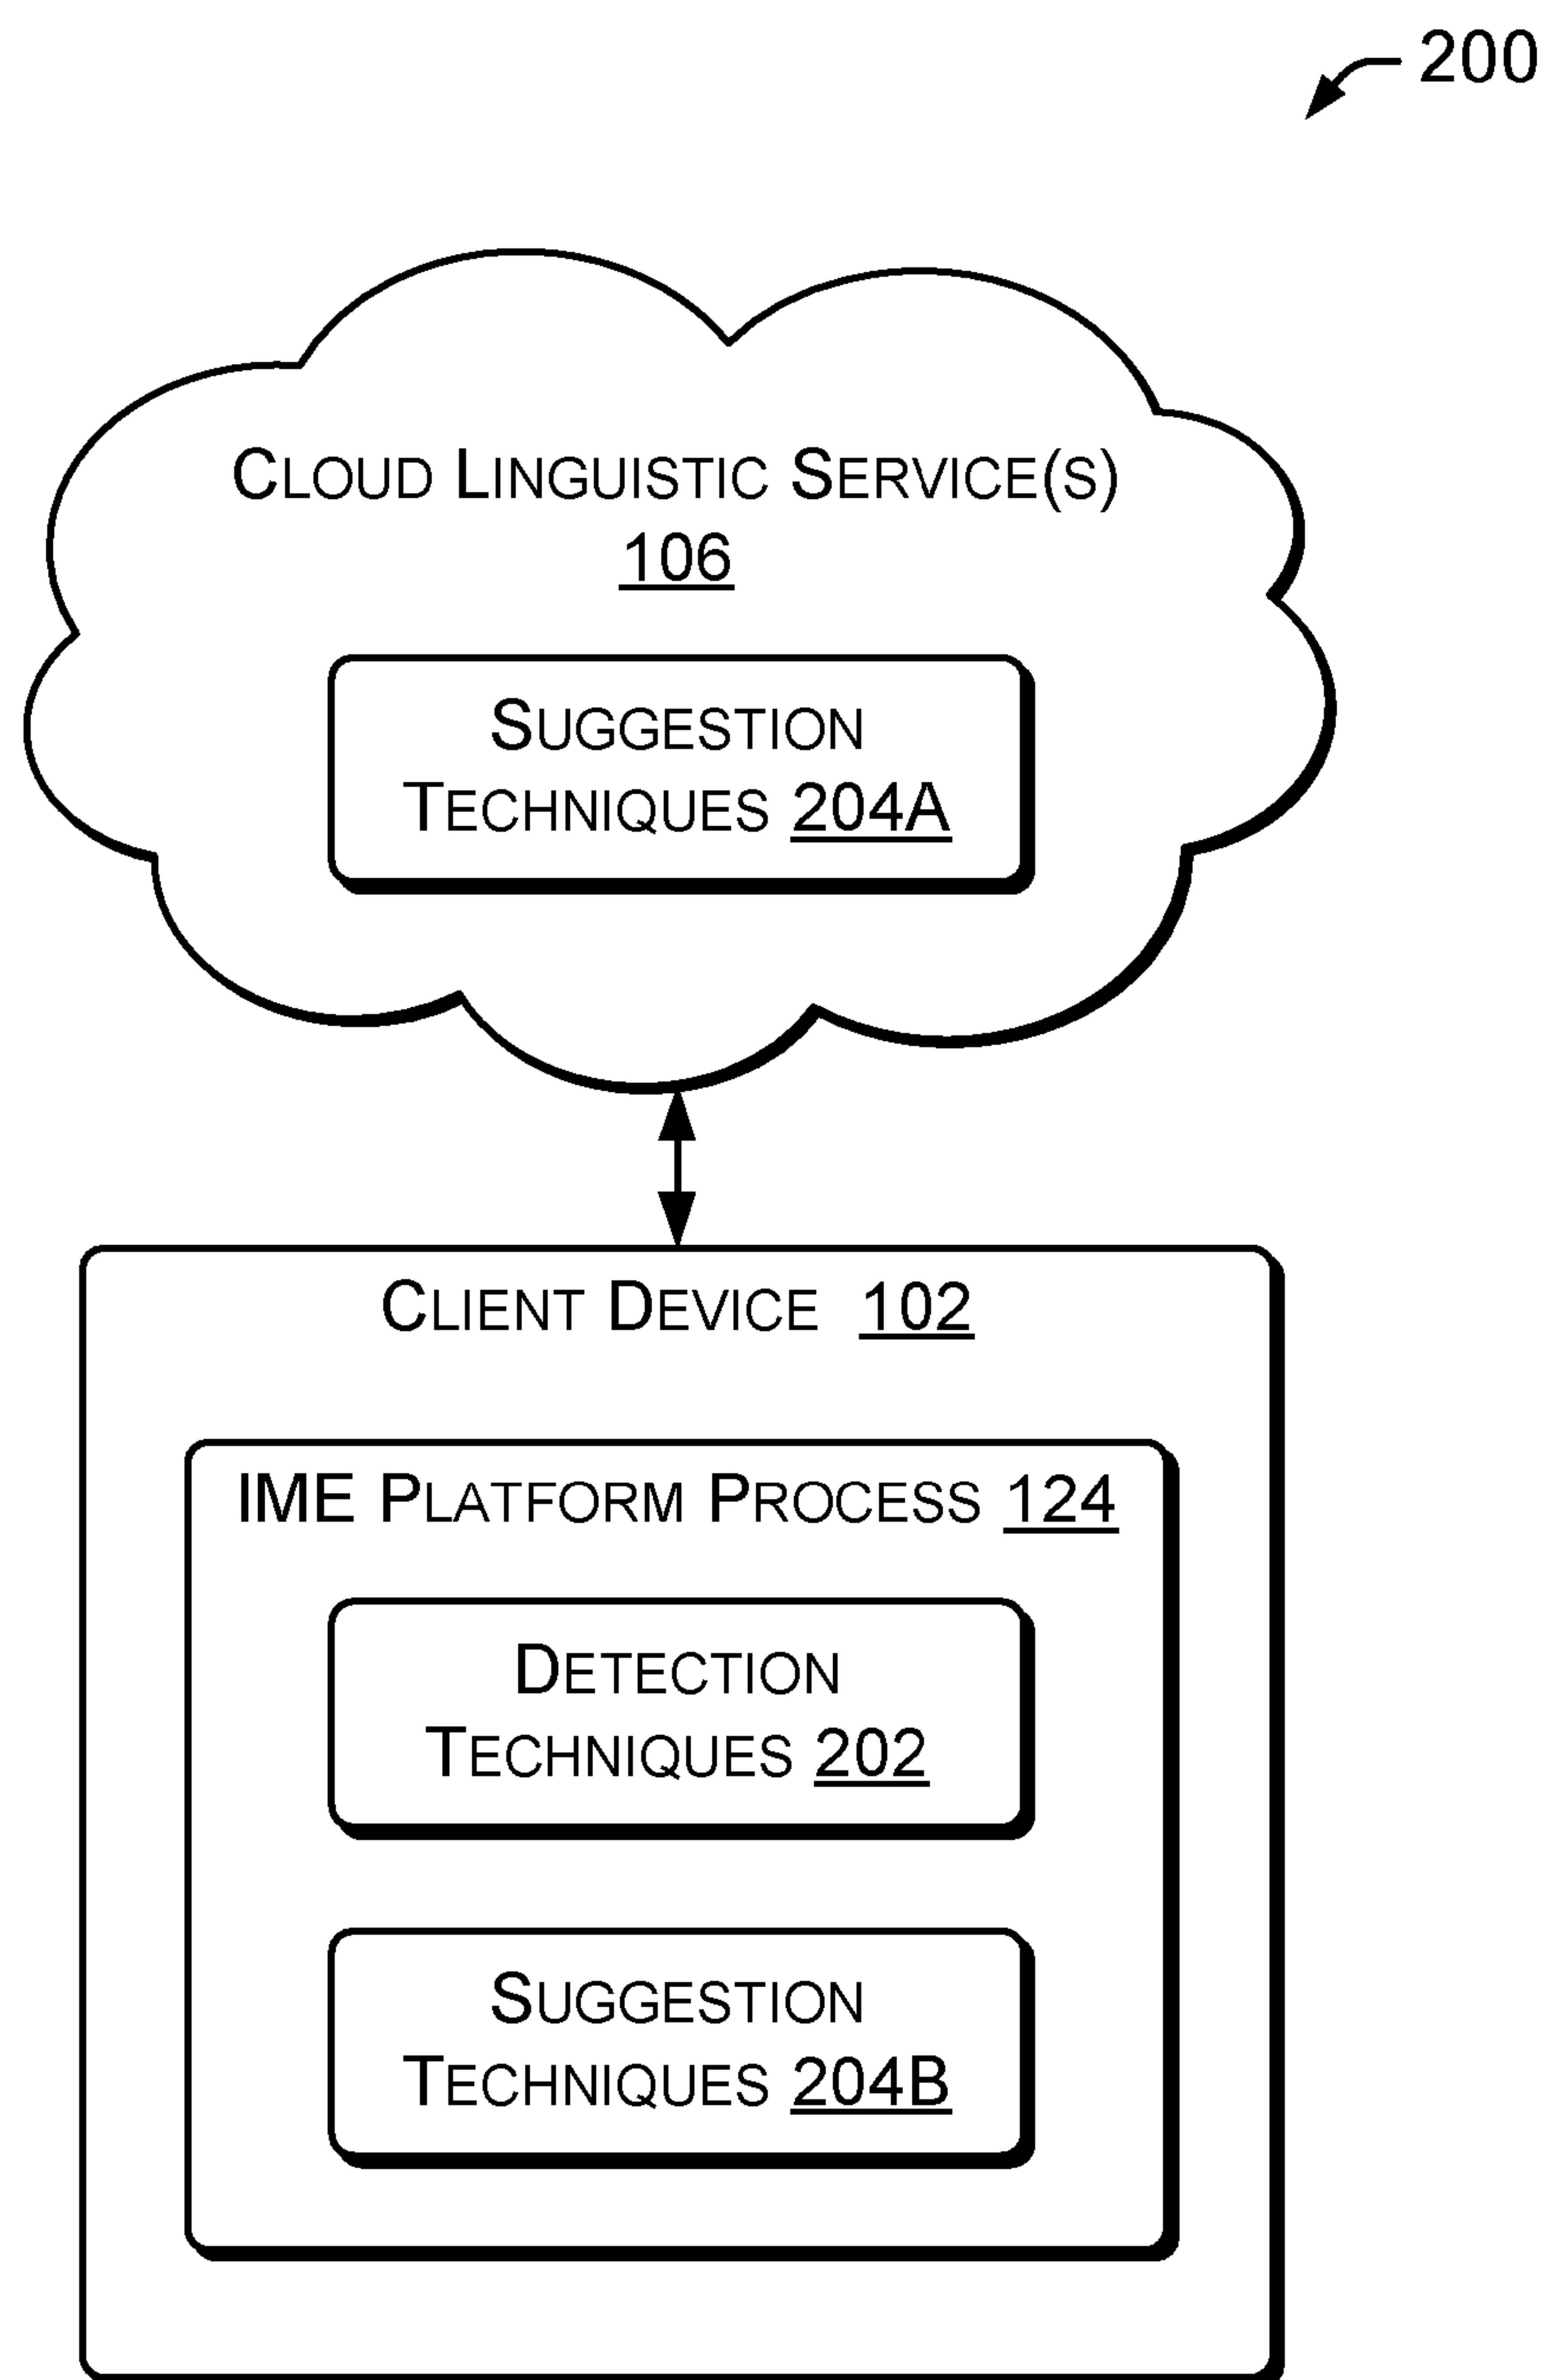 200
CLOUD LINGUISTIC SERVICE(S)
106
SUGGESTION
TECHNIQUES 204A
CLIENT DEVICE 102
IME PLATFORM PROCESS 124
DETECTION
TECHNIQUES 202
SUGGESTION
TECHNIQUES 204B